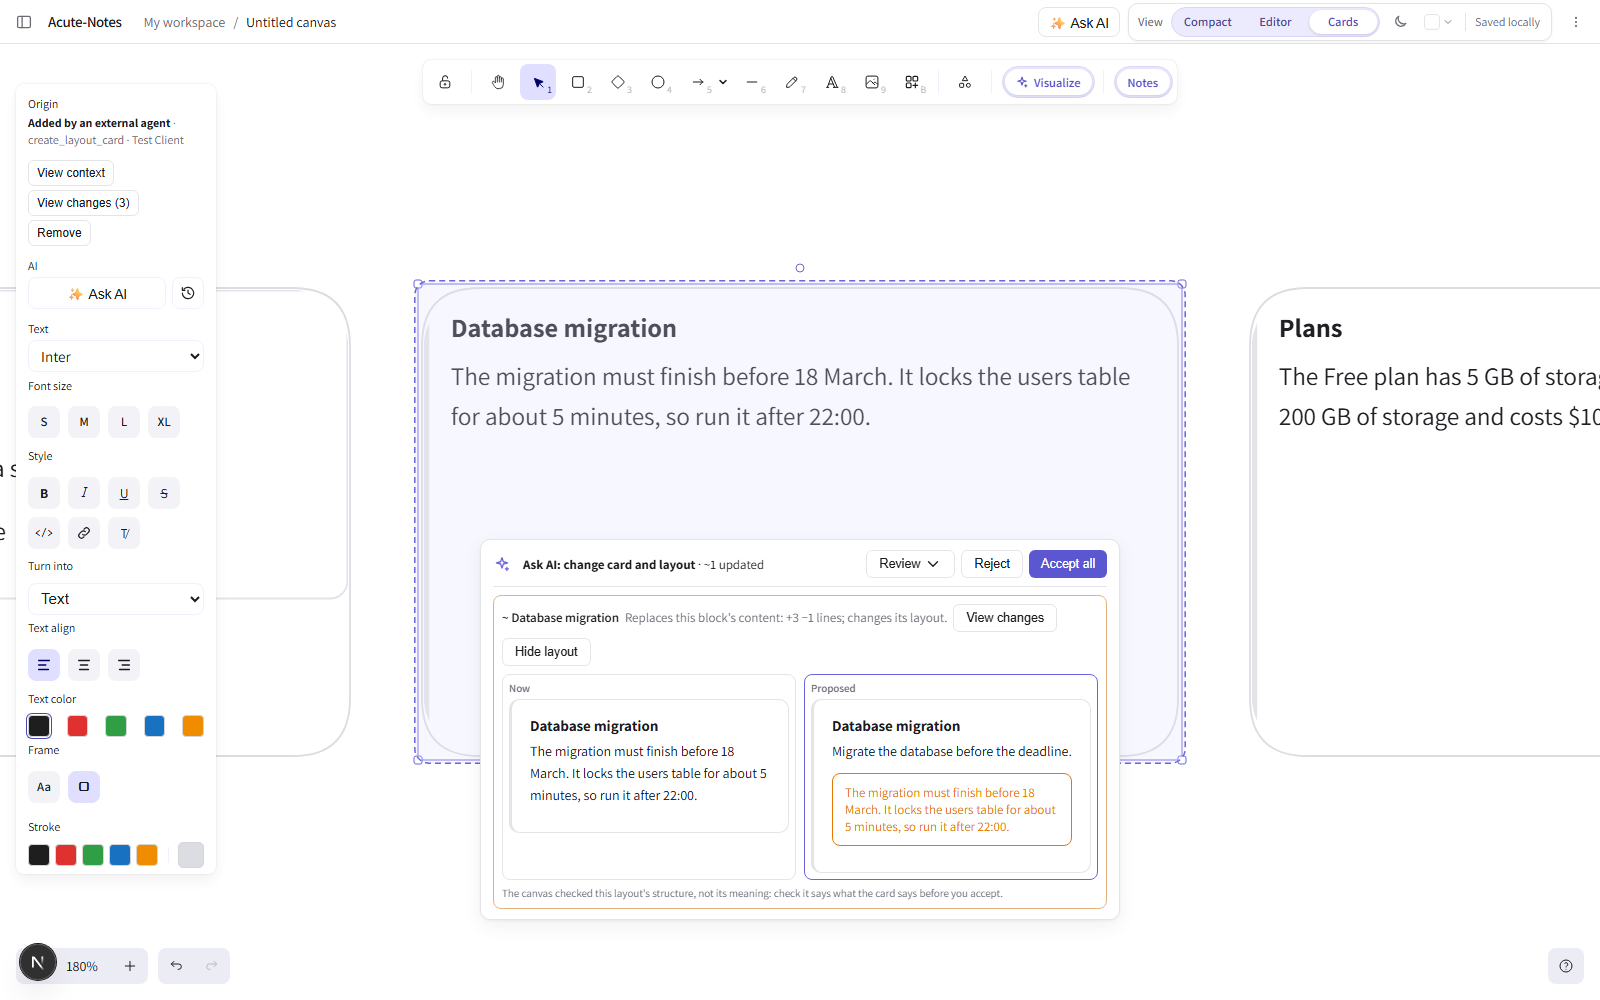 Acute-Notes
My workspace / Untitled canvas
Ask AI
View
Compact
Editor
Cards
Saved locally
1
2
3
4
5
6
7
8
9
B
Visualize
Notes
Origin
Added by an external agent ·
create_layout_card · Test Client
View context
View changes (3)
Remove
AI
Ask AI
Text
Inter
Font size
S
M
L
XL
Style
B
I
U
S
</>
T/
Turn into
Text
Text align
Text color
Frame
Aa
Stroke
Database migration
The migration must finish before 18 March. It locks the users table
for about 5 minutes, so run it after 22:00.
Plans
The Free plan has 5 GB of
200 GB of storage and costs
Ask AI: change card and layout · ~1 updated
Review
Reject
Accept all
~ Database migration Replaces this block's content: +3 −1 lines; changes its layout.
View changes
Hide layout
Now
Database migration
The migration must finish before 18
March. It locks the users table for about 5
minutes, so run it after 22:00.
Proposed
Database migration
Migrate the database before the deadline.
The migration must finish before 18
March. It locks the users table for about
5 minutes, so run it after 22:00.
The canvas checked this layout's structure, not its meaning: check it says what the card says before you accept.
N
180%